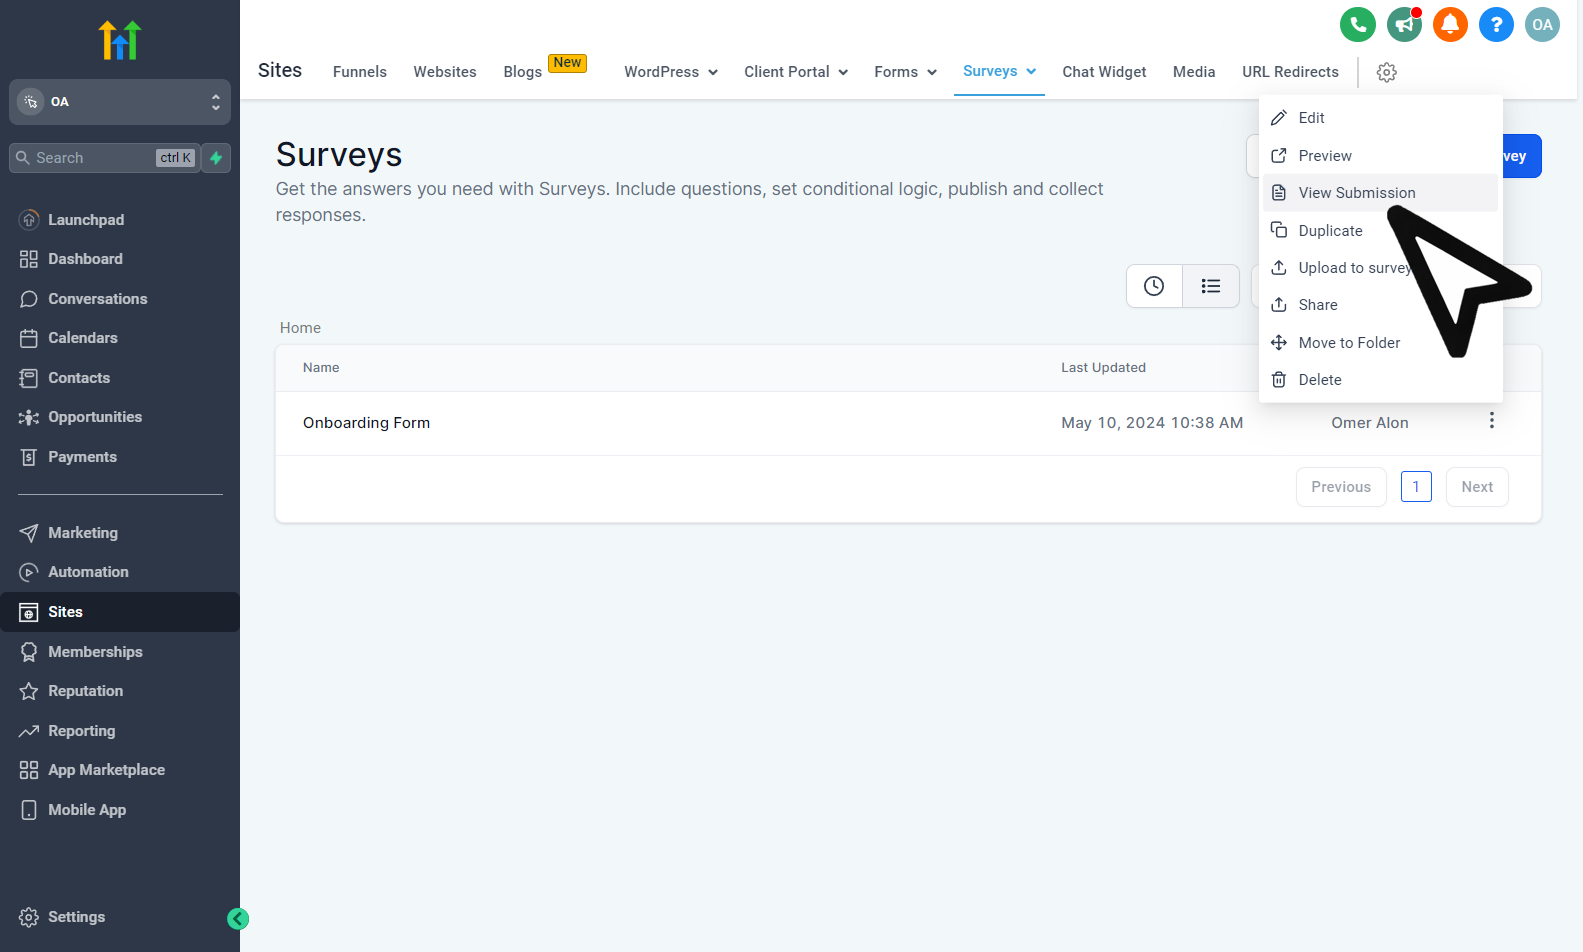 OA
Search
ctrl K
Launchpad
Dashboard
Conversations
Calendars
Contacts
Opportunities
Payments
Marketing
Automation
Sites
Memberships
Reputation
Reporting
App Marketplace
Mobile App
Settings
OA
Sites
Funnels
Websites
Blogs
New
WordPress
Client Portal
Forms
Surveys
Chat Widget
Media
URL Redirects
Surveys
Get the answers you need with Surveys. Include questions, set conditional logic, publish and collect
responses.
vey
Edit
Preview
View Submission
Duplicate
Upload to survey
Share
Move to Folder
Delete
Home
Name
Last Updated
Onboarding Form
May 10, 2024 10:38 AM
Omer Alon
Previous
1
Next